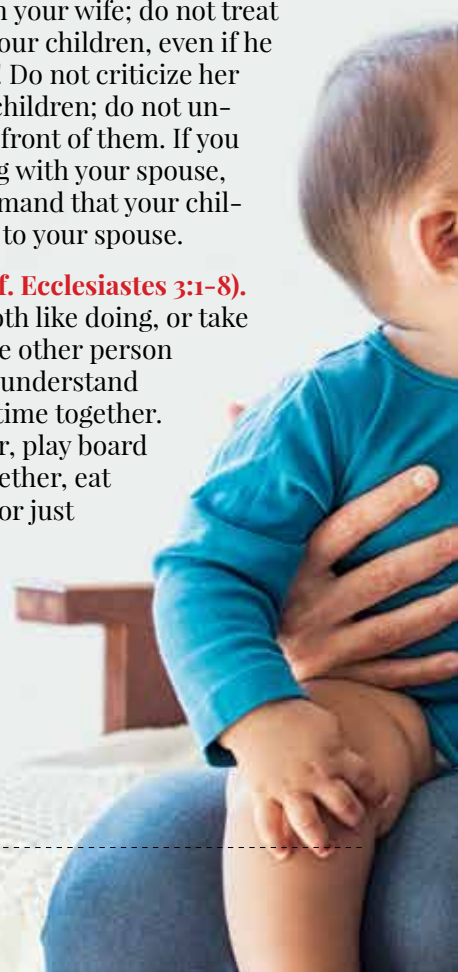 n your wife; do not treat
our children, even if he
! Do not criticize her
children; do not un-
front of them. If you
g with your spouse,
mand that your chil-
to your spouse.
f. Ecclesiastes 3:1-8).
oth like doing, or take
e other person
understand
time together.
r, play board
ether, eat
or just